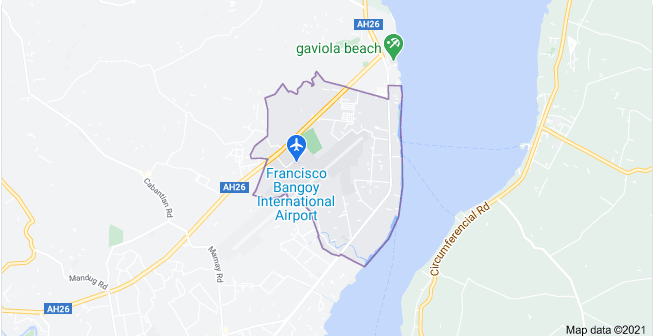 AH26
gaviola beach
Francisco
Bangoy
International
Airport
AH26
Cabantian Rd
Mamay Rd
Mandug Rd
AH26
Circumferencial Rd
Map data ©2021